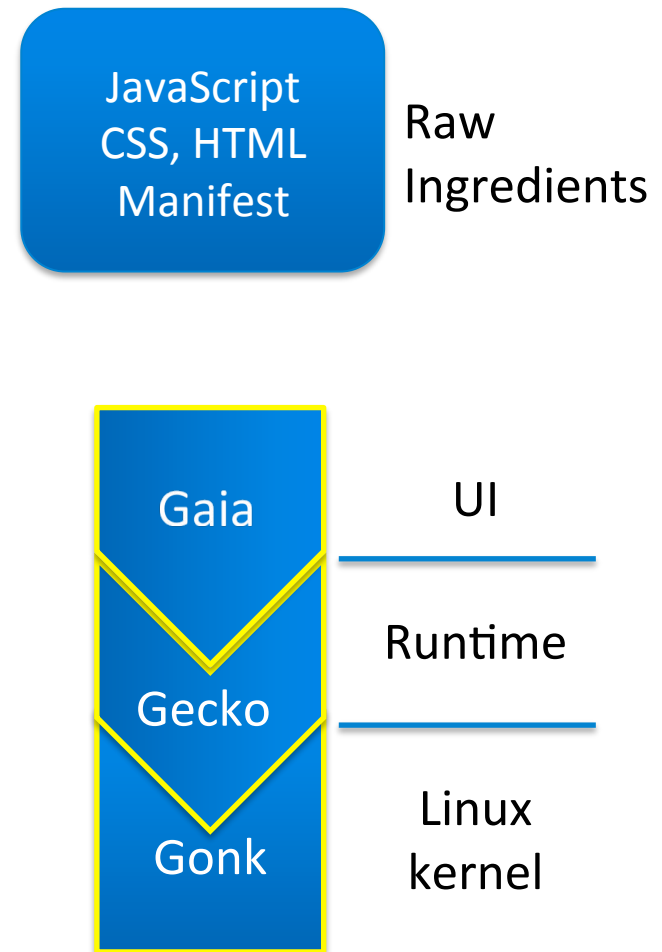 JavaScript
CSS, HTML
Manifest
Raw
Ingredients
Gaia
UI
Runtime
Gecko
Linux
kernel
Gonk